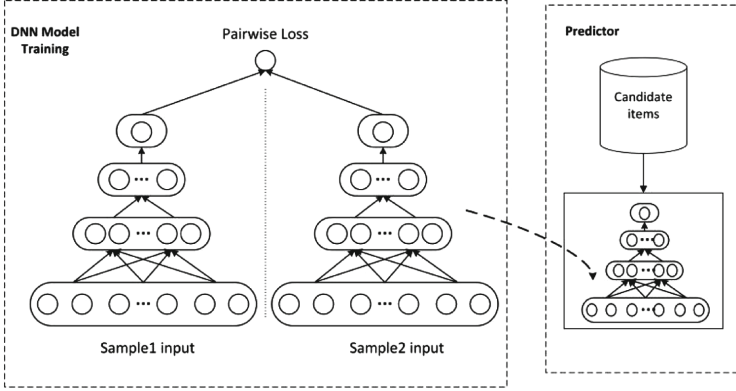 DNN Model
Training
Pairwise Loss
Sample1 input
Sample2 input
Predictor
Candidate
items